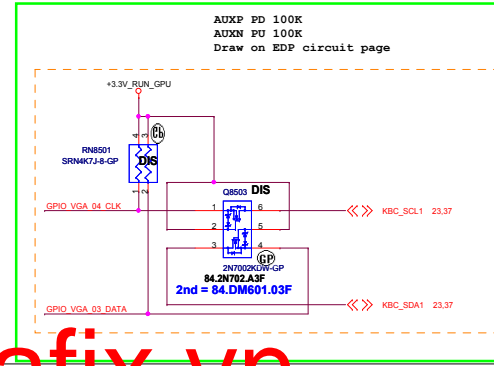 AUXP PD 100K
AUXN PU 100K
Draw on EDP circuit page
+3.3V_RUN_GPU
4 3
RN8501
SRN4K7J-8-GP
DIS
1 2
Q8503 DIS
GPIO_VGA_04_CLK 1 6 KBC_SCL1 23,37
2 5
3 4
GP
2N7002KDW-GP
84.2N702.A3F
2nd = 84.DM601.03F
GPIO_VGA_03_DATA KBC_SDA1 23,37